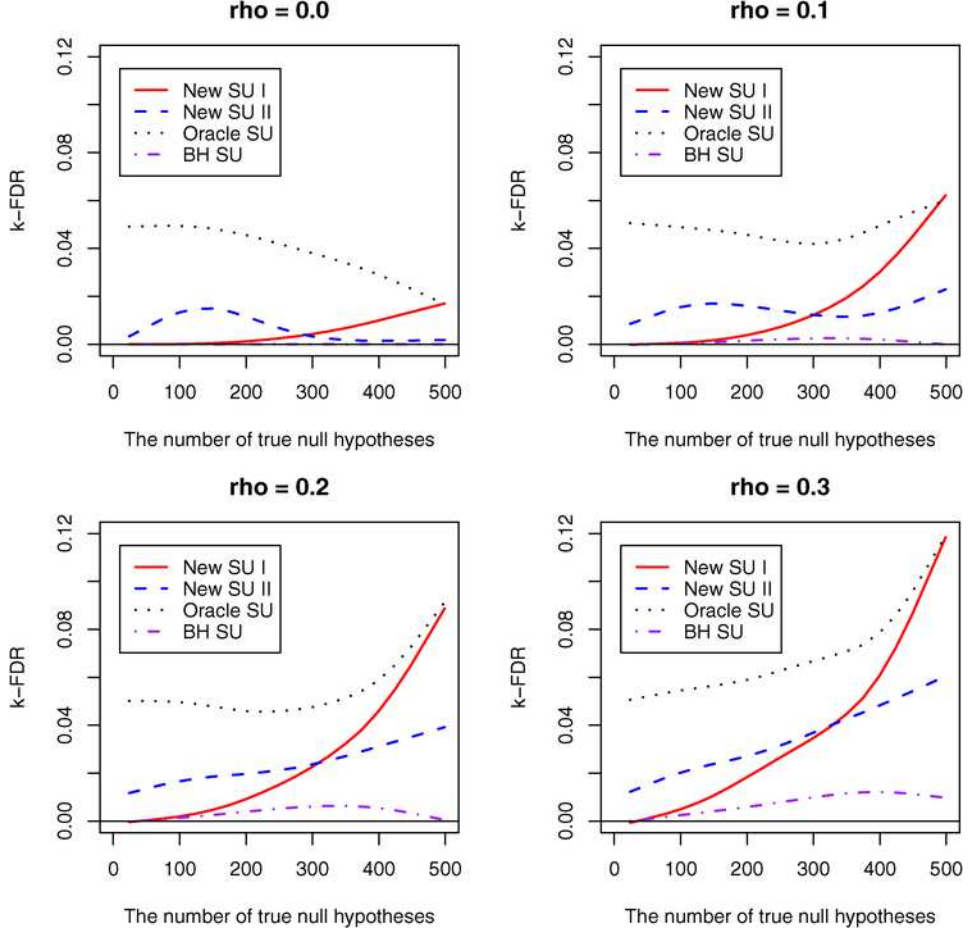 rho = 0.0
k−FDR
0.12
0.08
0.04
0.00
New SU I
New SU II
Oracle SU
BH SU
0 100 200 300 400 500
The number of true null hypotheses
rho = 0.1
k−FDR
0.12
0.08
0.04
0.00
New SU I
New SU II
Oracle SU
BH SU
0 100 200 300 400 500
The number of true null hypotheses
rho = 0.2
k−FDR
0.12
0.08
0.04
0.00
New SU I
New SU II
Oracle SU
BH SU
0 100 200 300 400 500
The number of true null hypotheses
rho = 0.3
k−FDR
0.12
0.08
0.04
0.00
New SU I
New SU II
Oracle SU
BH SU
0 100 200 300 400 500
The number of true null hypotheses